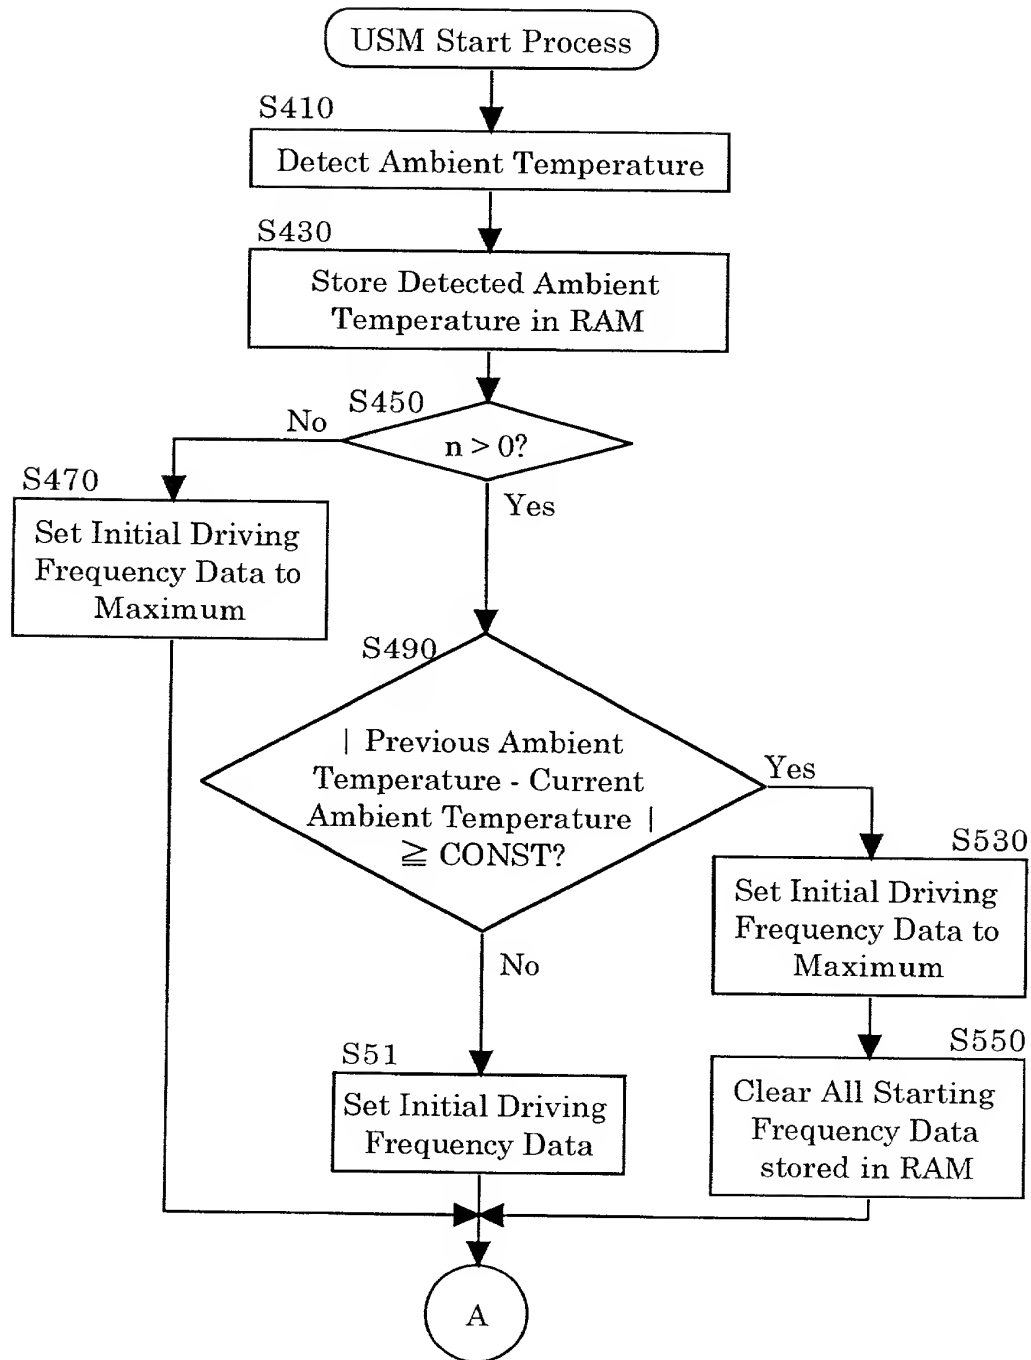 USM Start Process
S410
Detect Ambient Temperature
S430
Store Detected Ambient
Temperature in RAM
S450
No
n > 0?
Yes
S470
Set Initial Driving
Frequency Data to
Maximum
S490
| Previous Ambient
Temperature - Current
Ambient Temperature |
≧ CONST?
Yes
No
S530
Set Initial Driving
Frequency Data to
Maximum
S51
Set Initial Driving
Frequency Data
S550
Clear All Starting
Frequency Data
stored in RAM
A